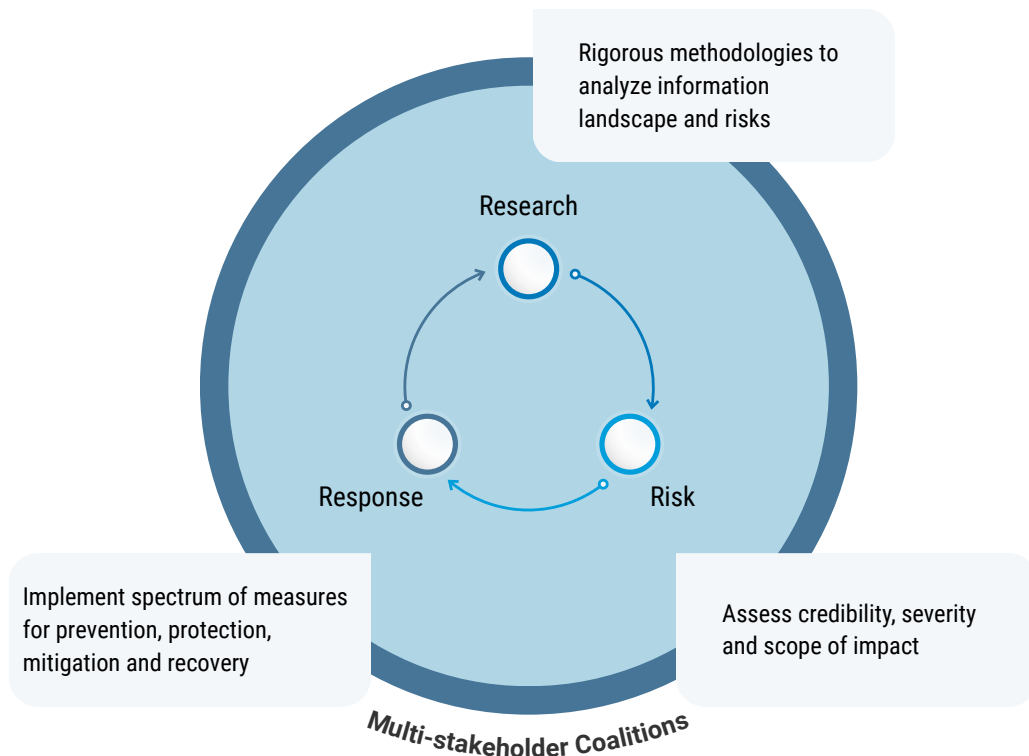 Rigorous methodologies to
analyze information
landscape and risks
Research
Response
Risk
Implement spectrum of measures
for prevention, protection,
mitigation and recovery
Assess credibility, severity
and scope of impact
Multi-stakeholder Coalitions